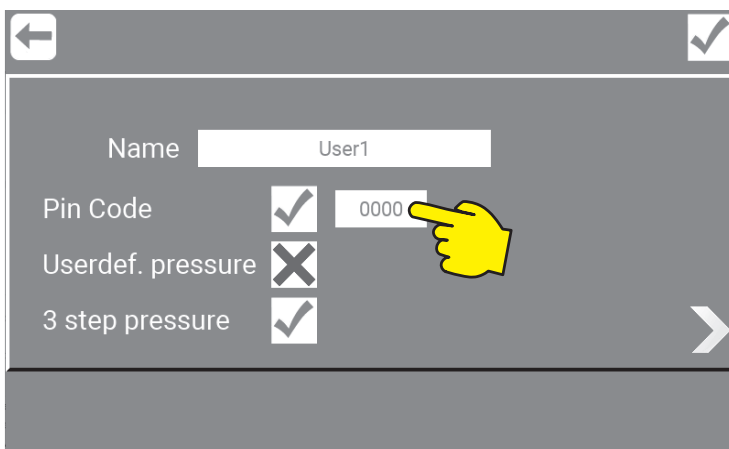 Name User1
Pin Code 0000
Userdef. pressure
3 step pressure